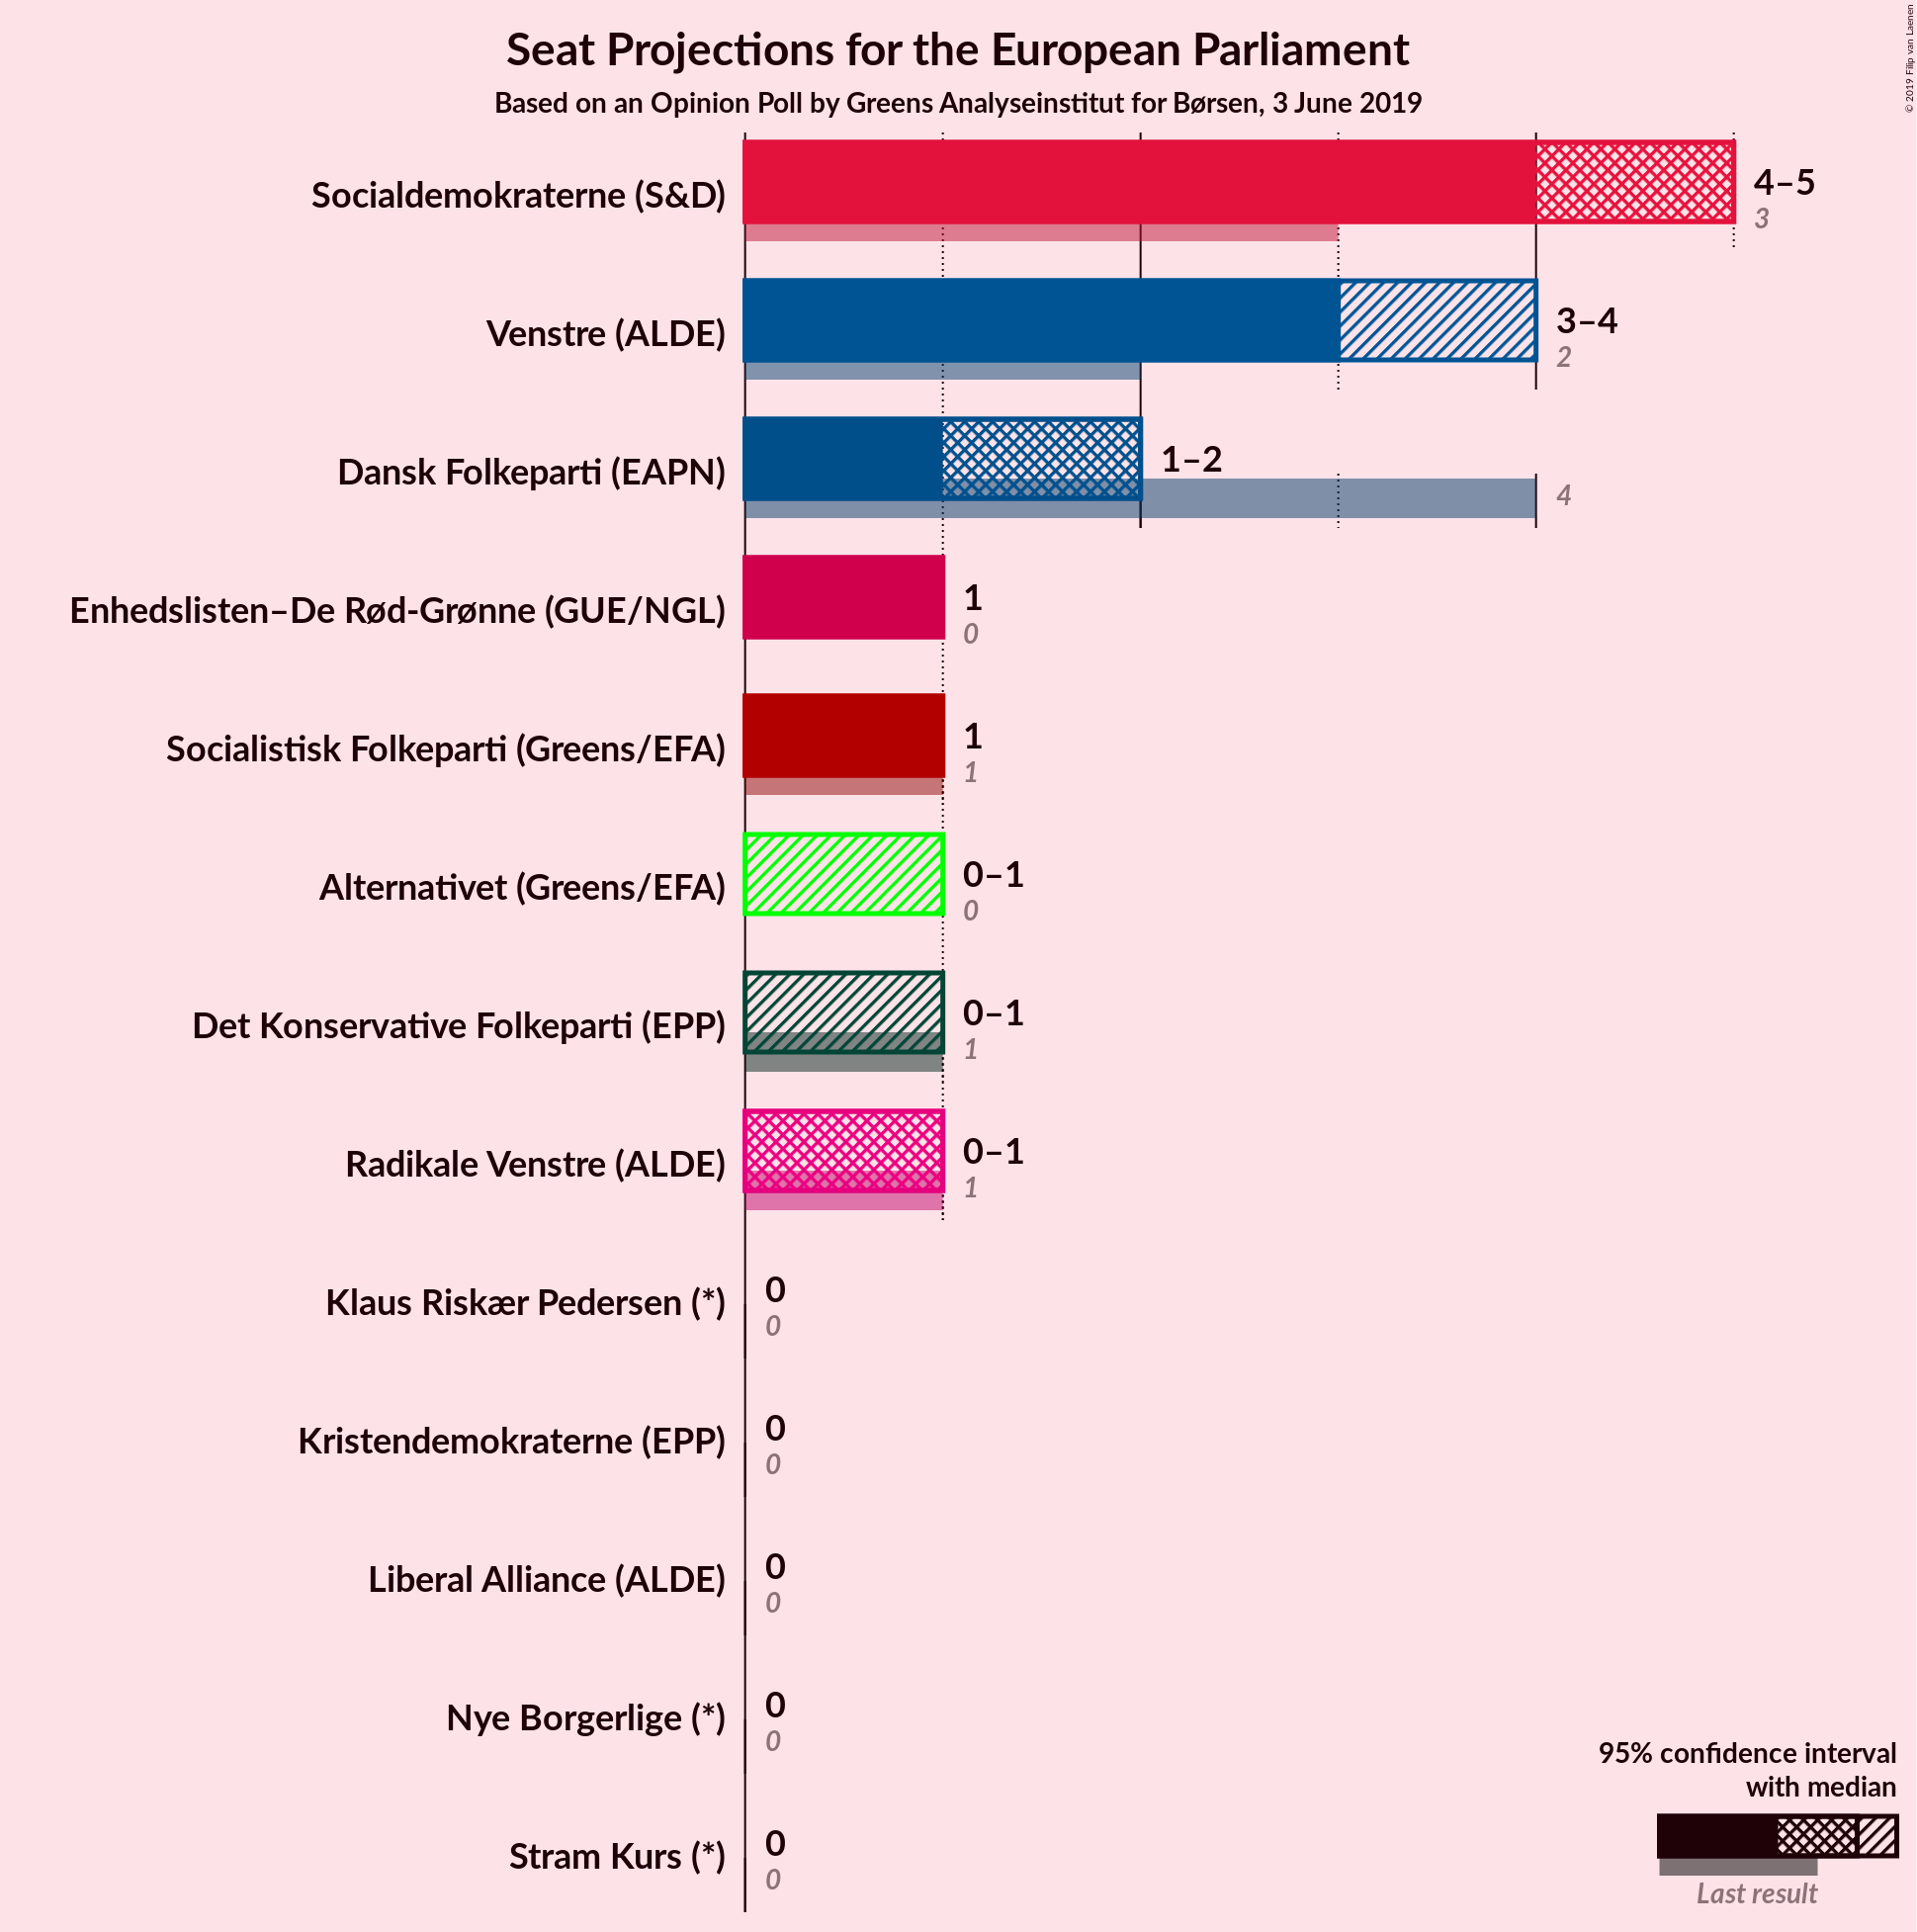 Seat Projections for the European Parliament
Based on an Opinion Poll by Greens Analyseinstitut for Børsen, 3 June 2019
© 2019 Filip van Laenen
Socialdemokraterne (S&D)
4–5
3
Venstre (ALDE)
3–4
2
Dansk Folkeparti (EAPN)
1–2
4
Enhedslisten–De Rød-Grønne (GUE/NGL)
1
0
Socialistisk Folkeparti (Greens/EFA)
1
1
Alternativet (Greens/EFA)
0–1
0
Det Konservative Folkeparti (EPP)
0–1
1
Radikale Venstre (ALDE)
0–1
1
Klaus Riskær Pedersen (*)
0
0
Kristendemokraterne (EPP)
0
0
Liberal Alliance (ALDE)
0
0
Nye Borgerlige (*)
0
0
Stram Kurs (*)
0
0
95% confidence interval
with median
Last result